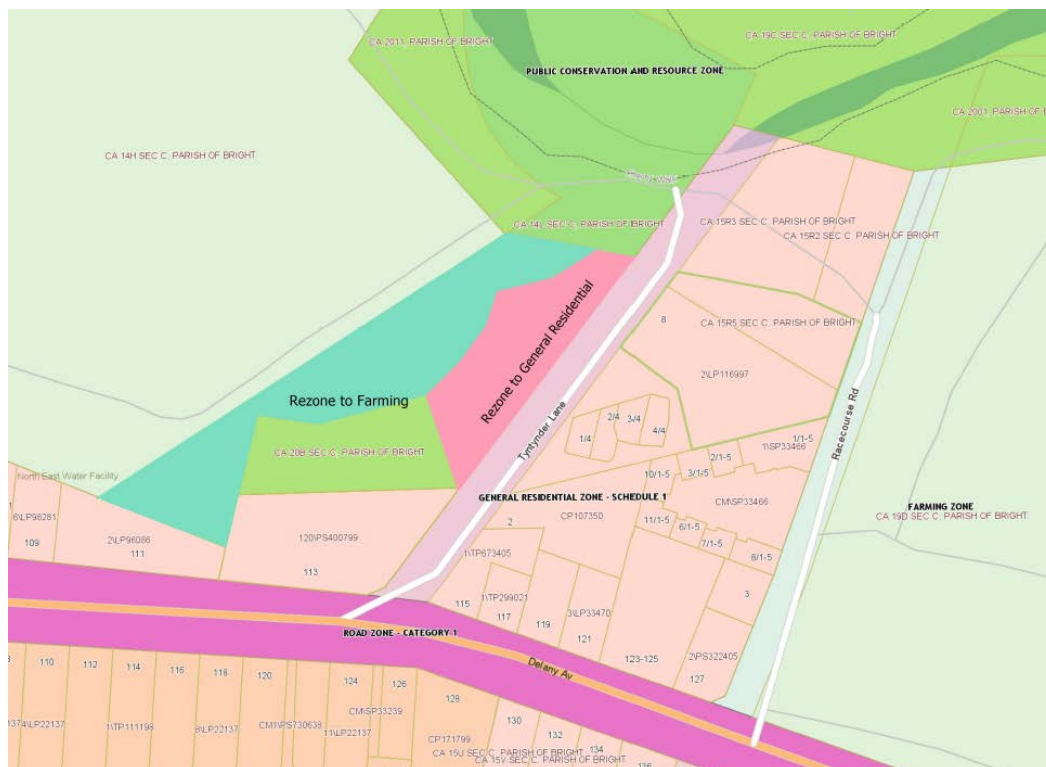 CA 2011, PARISH OF BRIGHT
CA 19C SEC C, PARISH OF BRIGHT
PUBLIC CONSERVATION AND RESOURCE ZONE
CA 2001, PARISH OF
CA 14H SEC C, PARISH OF BRIGHT
CA 14L SEC C, PARISH OF BRIGHT
CA 15R3 SEC C, PARISH OF BRIGHT
CA 15R2 SEC C, PARISH OF BRIGHT
Rezone to General Residential
8
CA 15R5 SEC C, PARISH OF BRIGHT
2\LP116997
Rezone to Farming
Tyntynder Lane
Racecourse Rd
1/4
2/4
3/4
4/4
CA 20B SEC C, PARISH OF BRIGHT
1/1-5
2/1-5
1\SP33466
10/1-5
3/1-5
North East Water Facility
GENERAL RESIDENTIAL ZONE - SCHEDULE 1
CM\SP33466
FARMING ZONE
CA 19D SEC C, PARISH OF BRIGHT
6\LP98281
109
2\LP96086
111
120\PS400799
113
2
CP107350
11/1-5
6/1-5
7/1-5
8/1-5
1\TP673405
3
115
1\TP299021
117
119
3\LP33470
121
123-125
2\PS322405
127
ROAD ZONE - CATEGORY 1
Delany Av
110
112
114
116
118
120
124
126
128
130
132
134
136
4\LP22137
1\TP111198
8\LP22137
CM1\PS730638
CM\SP33239
11\LP22137
CP171799
CA 15U SEC C, PARISH OF BRIGHT
CA 15V SEC C, PARISH OF BRIGHT